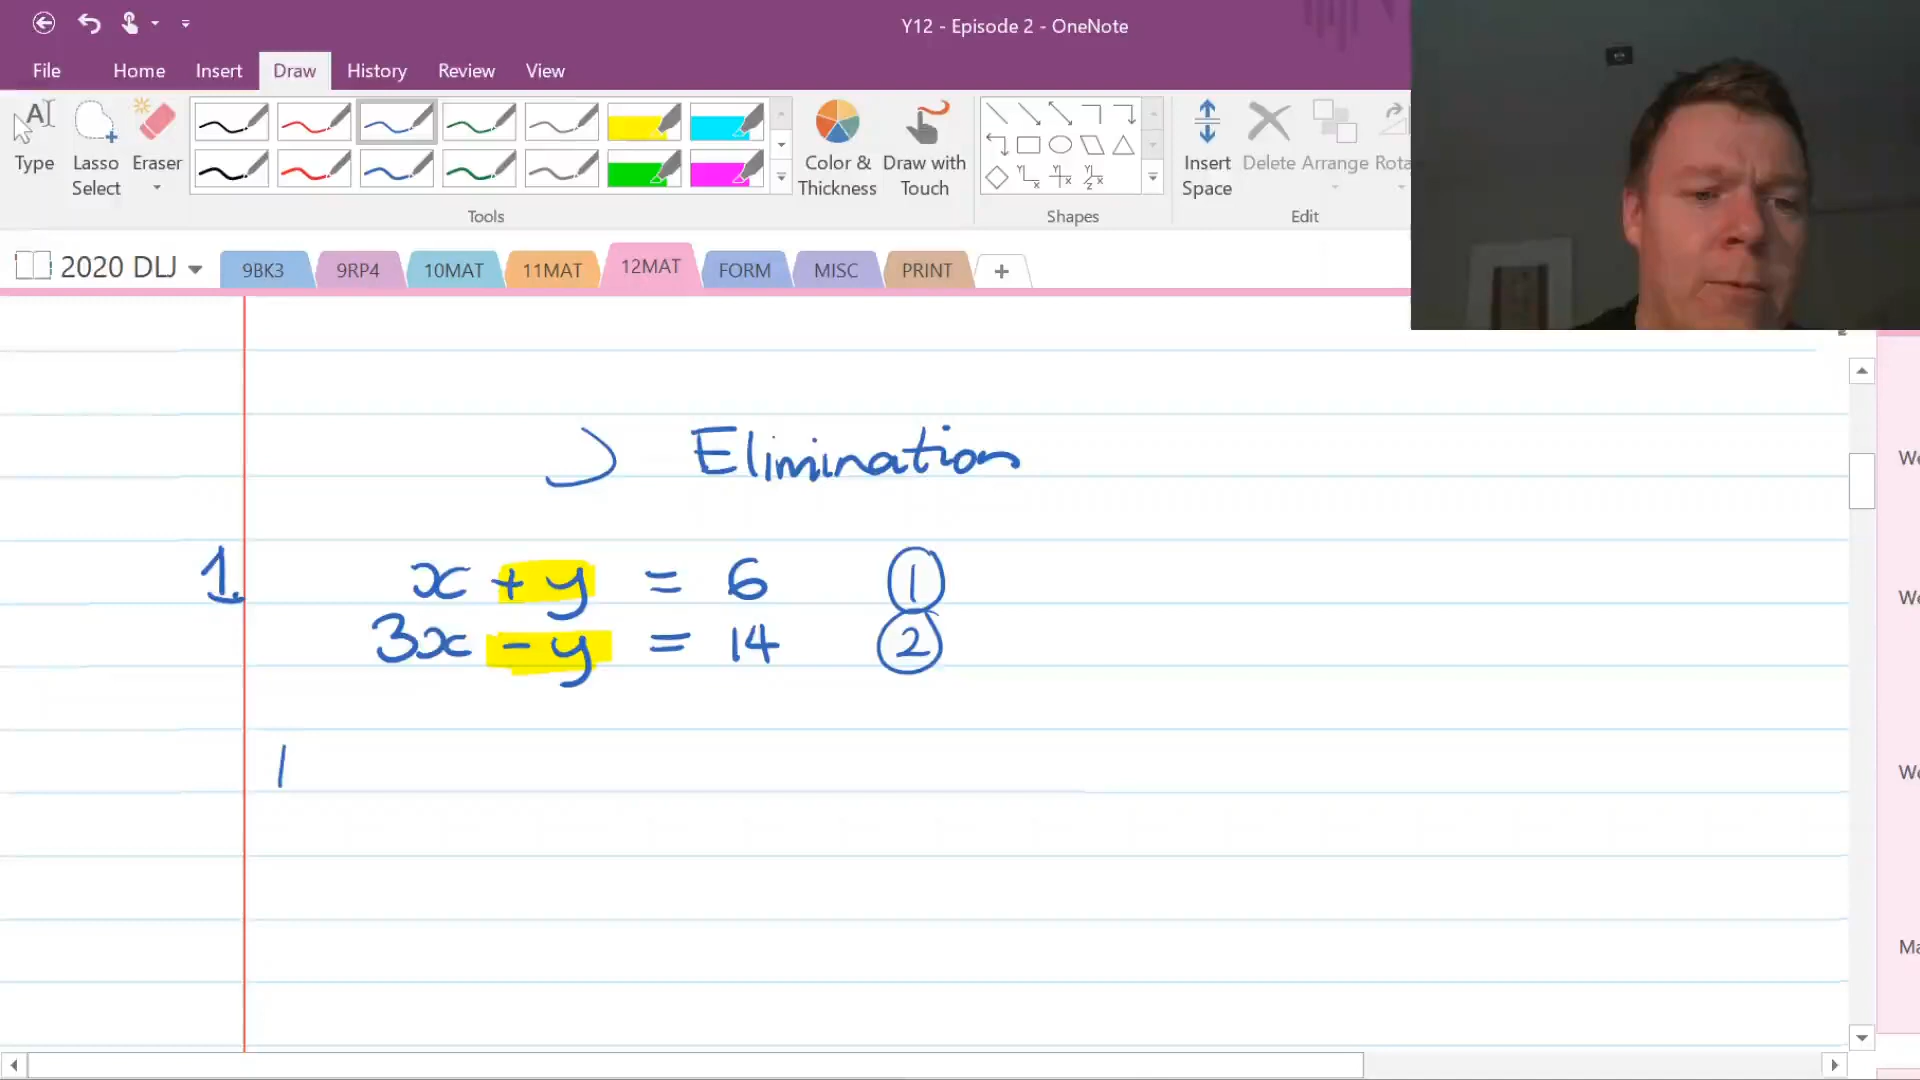 Y12 - Episode 2 - OneNote
File Home Insert Draw History Review View
Type Lasso Select Eraser Color & Thickness Draw with Touch Insert Space Delete Arrange
Tools Shapes Edit
2020 DLJ 9BK3 9RP4 10MAT 11MAT 12MAT FORM MISC PRINT +
Elimination
1. x + y = 6 ①
3x - y = 14 ②